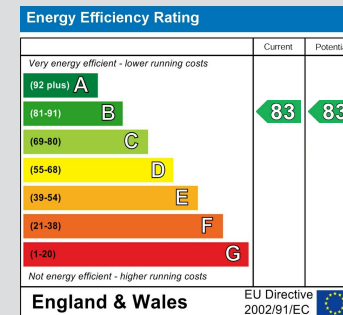 Energy Efficiency Rating
Current Potentia
Very energy efficient - lower running costs
(92 plus) A
(81-91) B 83 83
(69-80) C
(55-68) D
(39-54) E
(21-38) F
(1-20) G
Not energy efficient - higher running costs
England & Wales
EU Directive
2002/91/EC